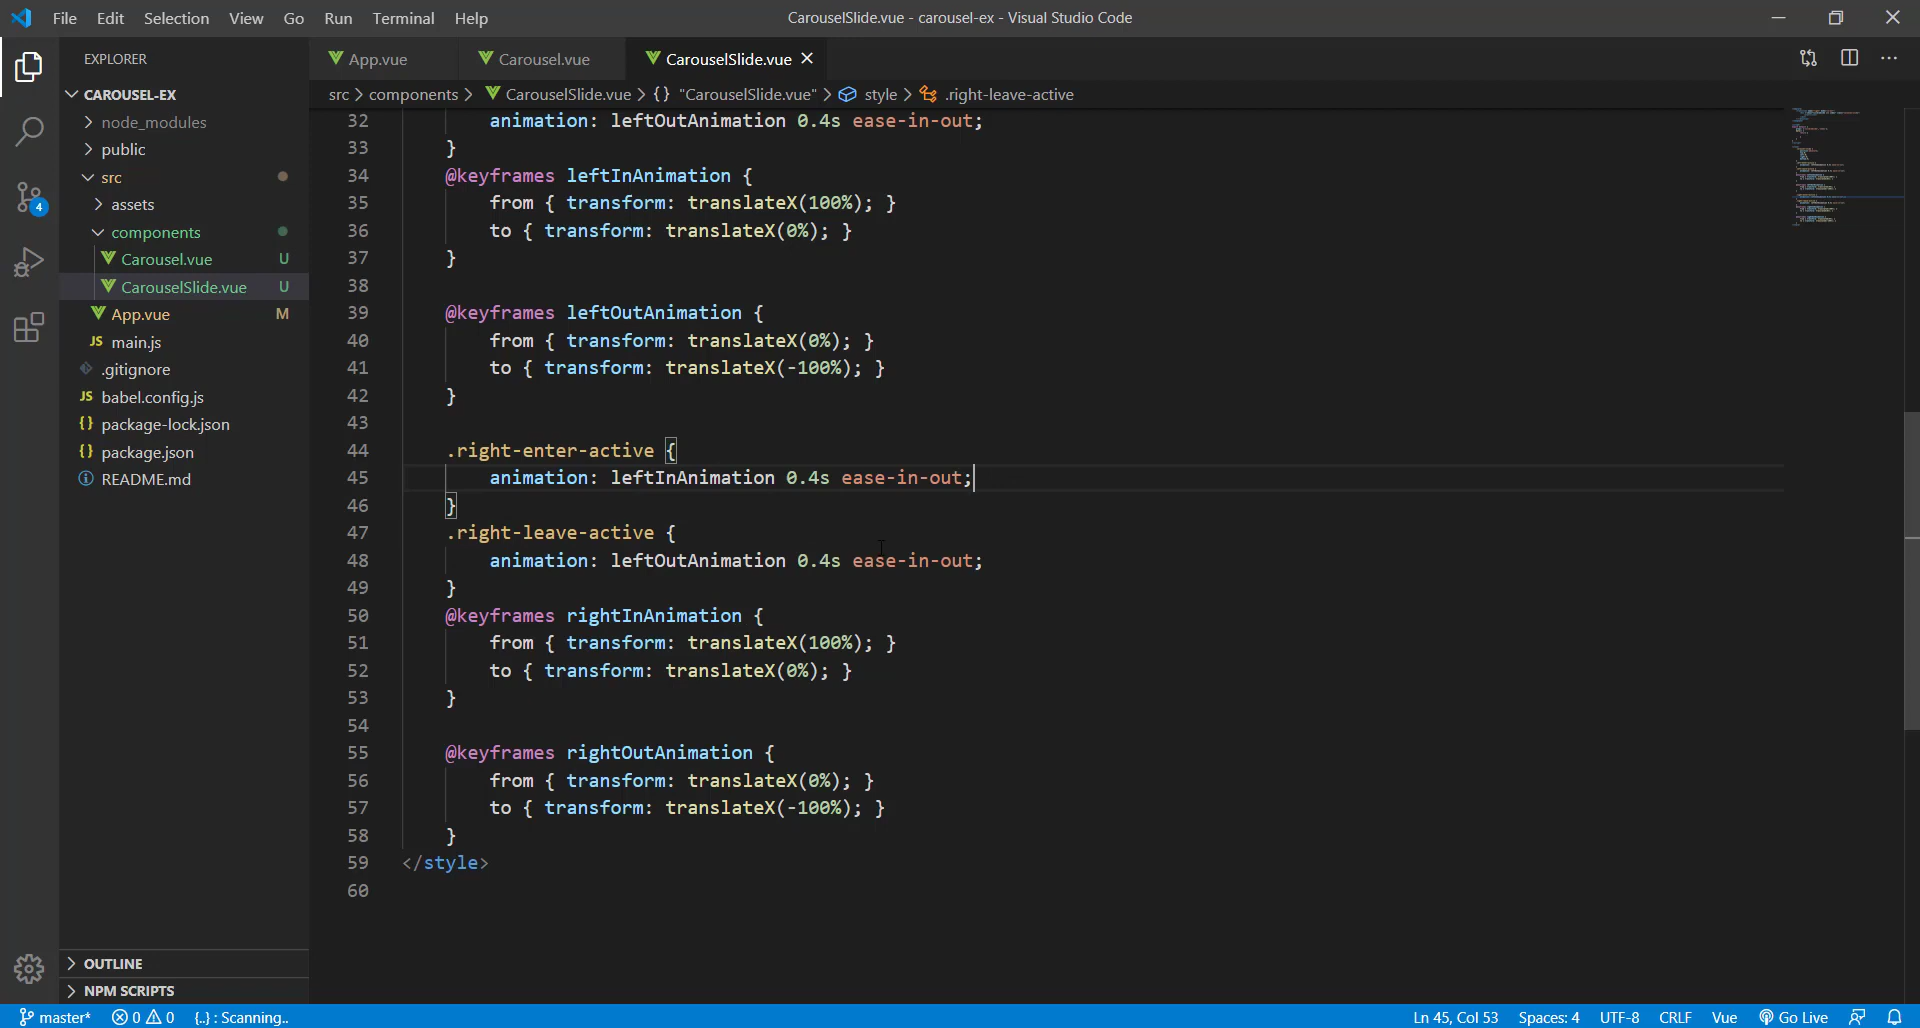 File Edit Selection View Go Run Terminal Help
CarouselSlide.vue - carousel-ex - Visual Studio Code
EXPLORER
CAROUSEL-EX
node_modules
public
src
assets
components
Carousel.vue U
CarouselSlide.vue U
App.vue M
JS main.js
.gitignore
JS babel.config.js
{} package-lock.json
{} package.json
README.md
OUTLINE
NPM SCRIPTS
4
App.vue Carousel.vue CarouselSlide.vue
src > components > CarouselSlide.vue > {} "CarouselSlide.vue" > style > .right-leave-active
32 animation: leftOutAnimation 0.4s ease-in-out;
33 }
34 @keyframes leftInAnimation {
35 from { transform: translateX(100%); }
36 to { transform: translateX(0%); }
37 }
38
39 @keyframes leftOutAnimation {
40 from { transform: translateX(0%); }
41 to { transform: translateX(-100%); }
42 }
43
44 .right-enter-active {
45 animation: leftInAnimation 0.4s ease-in-out;
46 }
47 .right-leave-active {
48 animation: leftOutAnimation 0.4s ease-in-out;
49 }
50 @keyframes rightInAnimation {
51 from { transform: translateX(100%); }
52 to { transform: translateX(0%); }
53 }
54
55 @keyframes rightOutAnimation {
56 from { transform: translateX(0%); }
57 to { transform: translateX(-100%); }
58 }
59 </style>
60
master* 0 0 {..} : Scanning.. Ln 45, Col 53 Spaces: 4 UTF-8 CRLF Vue Go Live